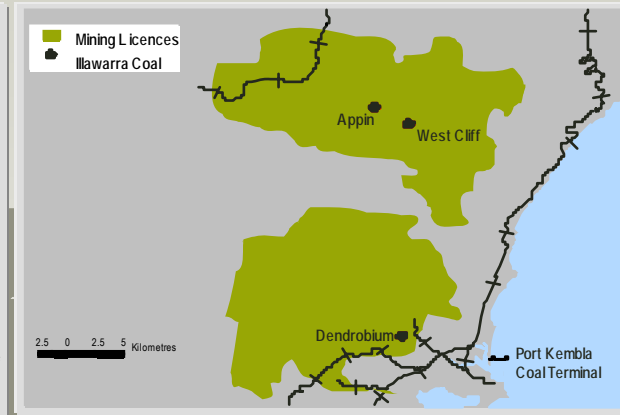 Mining Licences
Illawarra Coal
Appin
West Cliff
Dendrobium
2.5 0 2.5 5 Kilometres
Port Kembla
Coal Terminal